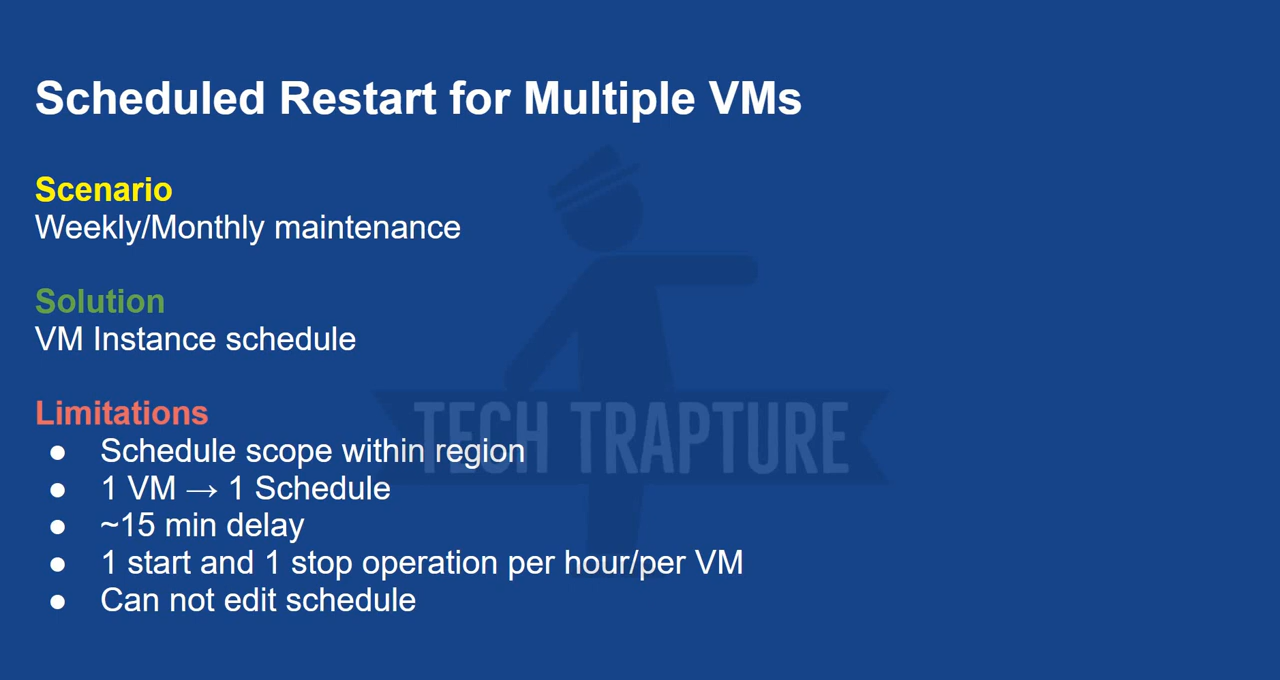 Scheduled Restart for Multiple VMs
Scenario
Weekly/Monthly maintenance
Solution
VM Instance schedule
Limitations
● Schedule scope within region
● 1 VM → 1 Schedule
● ~15 min delay
● 1 start and 1 stop operation per hour/per VM
● Can not edit schedule
TECH TRAPTURE